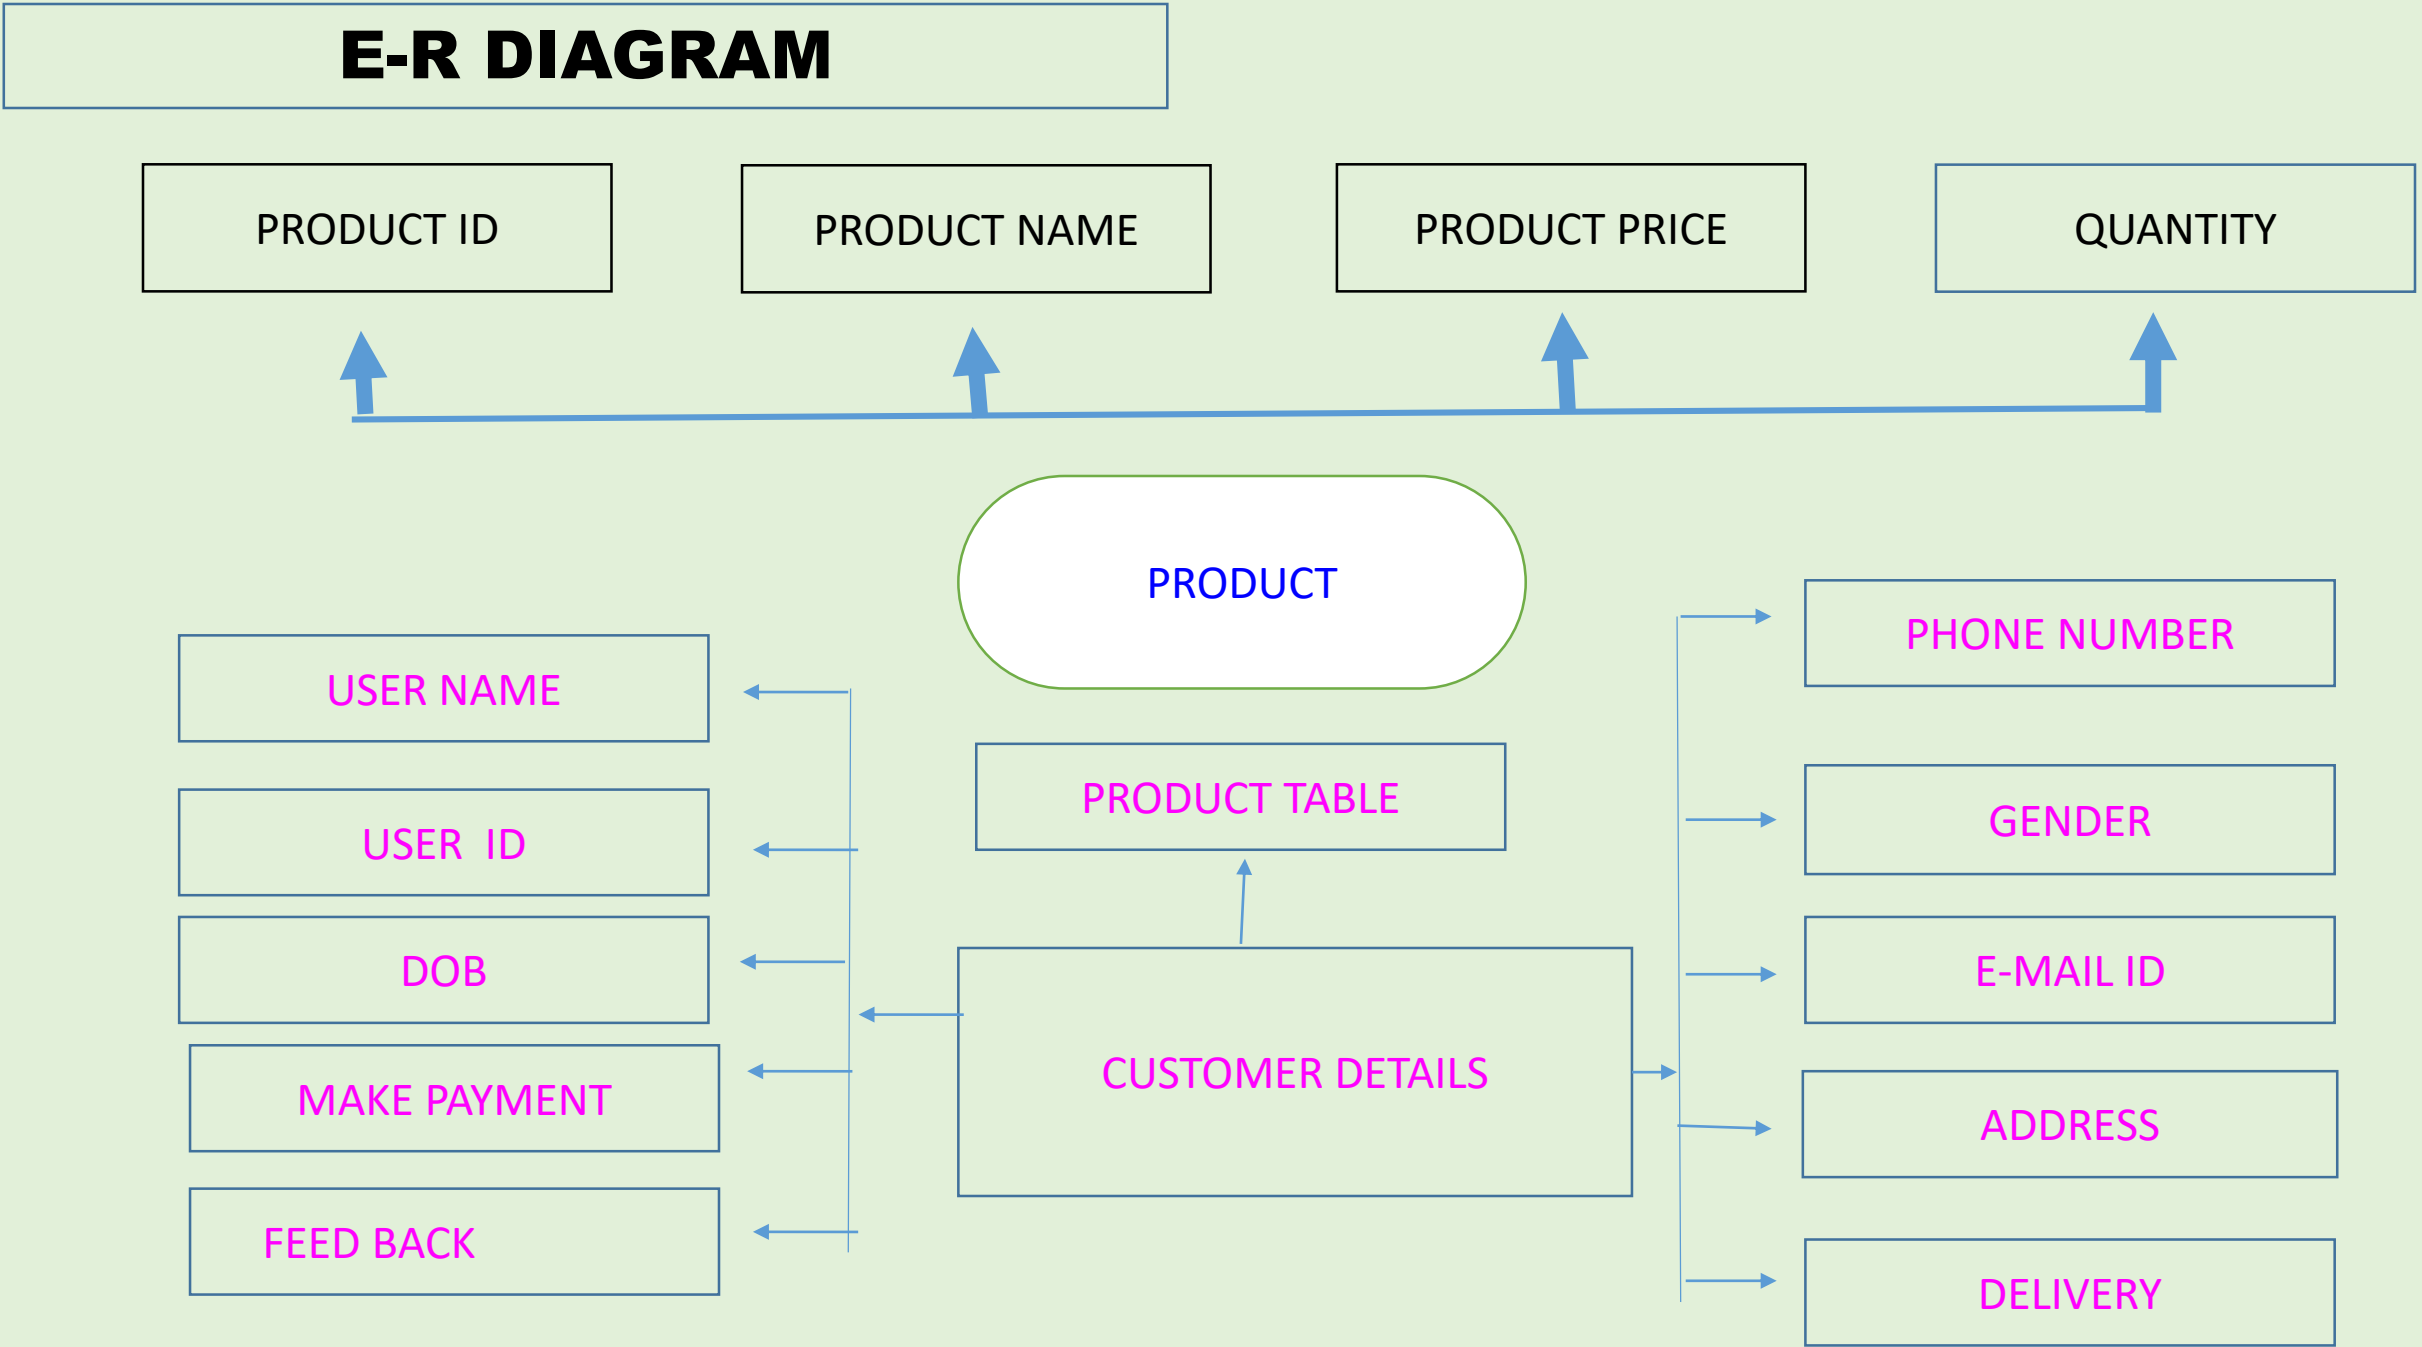 E-R DIAGRAM
PRODUCT ID
PRODUCT NAME
PRODUCT PRICE
QUANTITY
PRODUCT
USER NAME
USER  ID
DOB
MAKE PAYMENT
FEED BACK
PRODUCT TABLE
CUSTOMER DETAILS
PHONE NUMBER
GENDER
E-MAIL ID
ADDRESS
DELIVERY